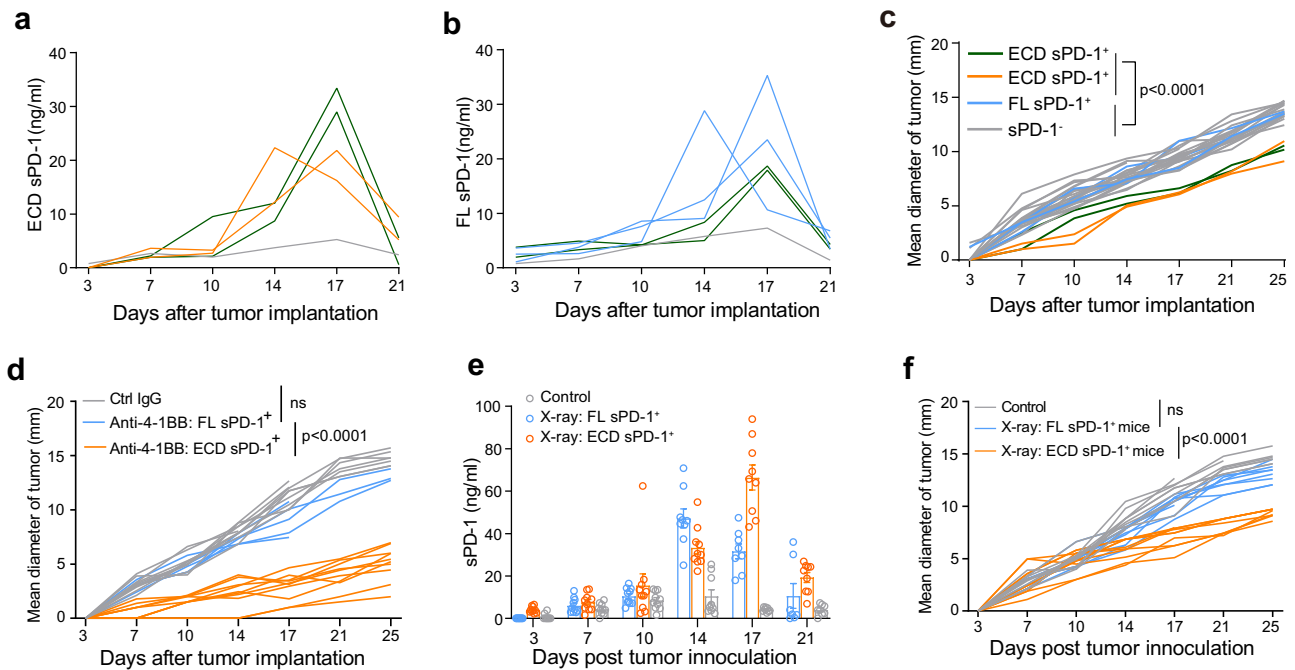 a
ECD sPD-1 (ng/ml)
40
30
20
10
0
3 7 10 14 17 21
Days after tumor implantation
b
FL sPD-1(ng/ml)
40
30
20
10
0
3 7 10 14 17 21
Days after tumor implantation
c
Mean diameter of tumor (mm)
20
15
10
5
0
ECD sPD-1⁺
ECD sPD-1⁺
FL sPD-1⁺
sPD-1⁻
p<0.0001
3 7 10 14 17 21 25
Days after tumor implantation
d
Mean diameter of tumor (mm)
20
15
10
5
0
Ctrl IgG
Anti-4-1BB: FL sPD-1⁺
Anti-4-1BB: ECD sPD-1⁺
ns
p<0.0001
3 7 10 14 17 21 25
Days after tumor implantation
e
sPD-1 (ng/ml)
100
80
60
40
20
0
Control
X-ray: FL sPD-1⁺
X-ray: ECD sPD-1⁺
3 7 10 14 17 21
Days post tumor innoculation
f
Mean diameter of tumor (mm)
20
15
10
5
0
Control
X-ray: FL sPD-1⁺ mice
X-ray: ECD sPD-1⁺ mice
ns
p<0.0001
3 7 10 14 17 21 25
Days post tumor innoculation